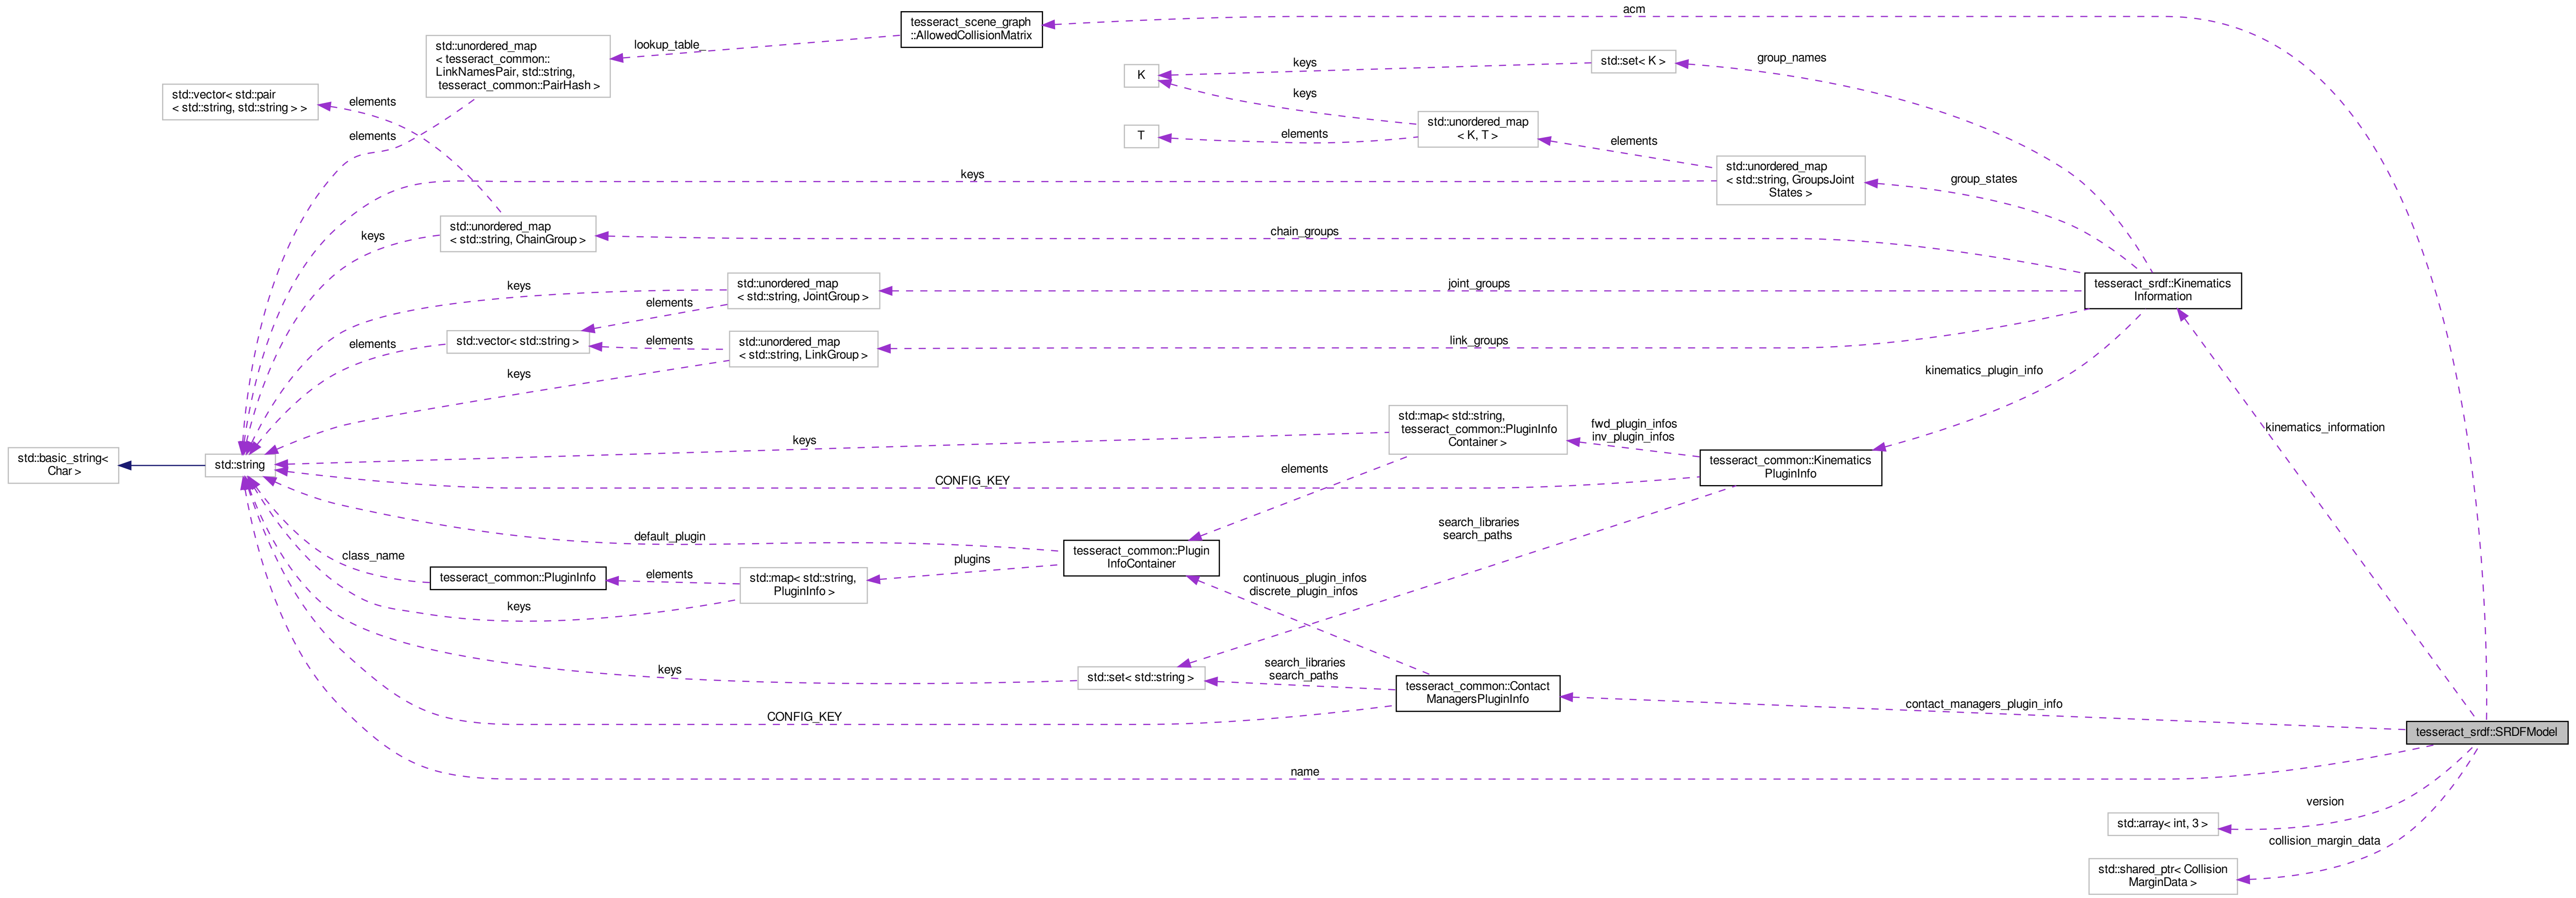 acm
tesseract_scene_graph
::AllowedCollisionMatrix
std::unordered_map
< tesseract_common::
LinkNamesPair, std::string,
tesseract_common::PairHash >
lookup_table_
std::set< K >
group_names
K
keys
std::vector< std::pair
< std::string, std::string > >
elements
keys
std::unordered_map
< K, T >
T
elements
elements
elements
std::unordered_map
< std::string, GroupsJoint
States >
group_states
keys
std::unordered_map
< std::string, ChainGroup >
keys
chain_groups
std::unordered_map
< std::string, JointGroup >
keys
elements
joint_groups
tesseract_srdf::Kinematics
Information
std::vector< std::string >
elements
elements
std::unordered_map
< std::string, LinkGroup >
link_groups
keys
kinematics_plugin_info
std::map< std::string,
tesseract_common::PluginInfo
Container >
fwd_plugin_infos
inv_plugin_infos
kinematics_information
keys
std::basic_string<
Char >
std::string
elements
tesseract_common::Kinematics
PluginInfo
CONFIG_KEY
search_libraries
search_paths
default_plugin
tesseract_common::Plugin
InfoContainer
class_name
tesseract_common::PluginInfo
elements
std::map< std::string,
PluginInfo >
plugins
continuous_plugin_infos
discrete_plugin_infos
keys
keys
std::set< std::string >
search_libraries
search_paths
tesseract_common::Contact
ManagersPluginInfo
contact_managers_plugin_info
CONFIG_KEY
tesseract_srdf::SRDFModel
name
version
std::array< int, 3 >
collision_margin_data
std::shared_ptr< Collision
MarginData >